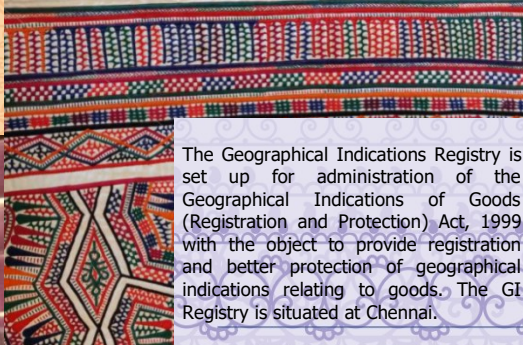 The Geographical Indications Registry is
set up for administration of the
Geographical Indications of Goods
(Registration and Protection) Act, 1999
with the object to provide registration
and better protection of geographical
indications relating to goods. The GI
Registry is situated at Chennai.